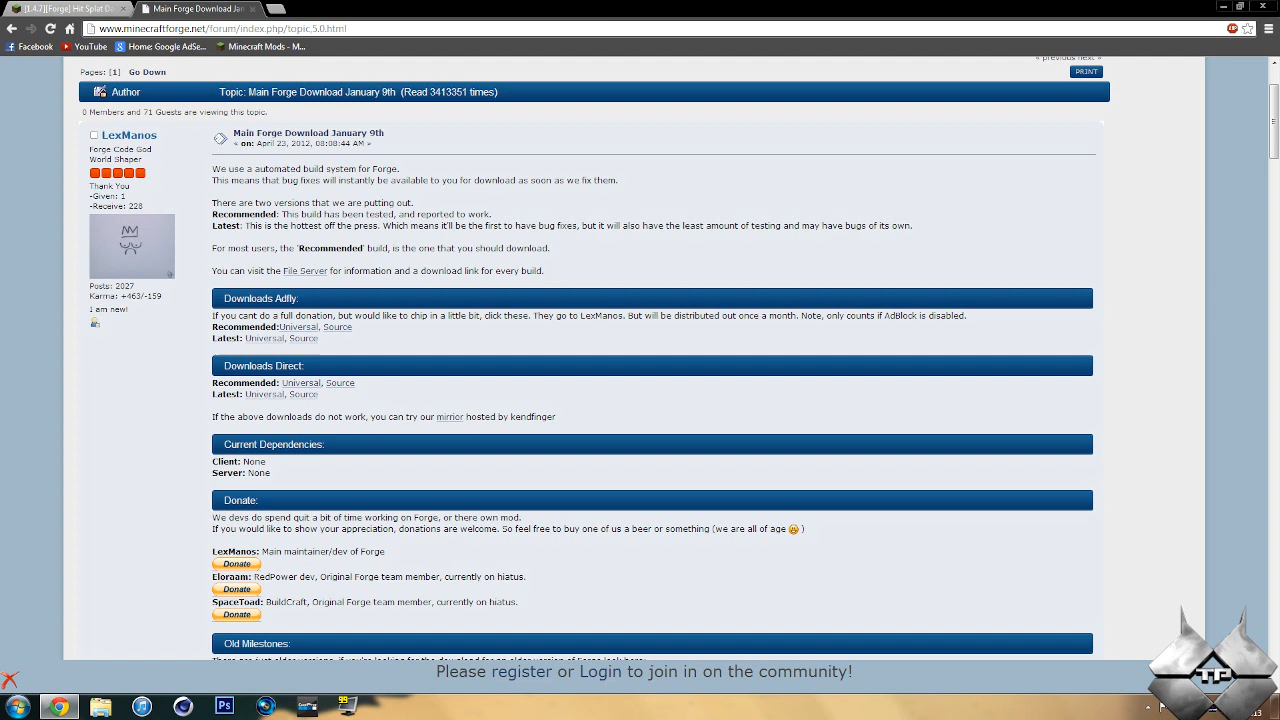 [1.4.7][Forge] Hit Splat D
Main Forge Download Jan
www.minecraftforge.net/forum/index.php/topic,5.0.html
Facebook
YouTube
Home: Google AdSe...
Minecraft Mods - M...
« previous next »
Pages: [1] Go Down
PRINT
Author
Topic: Main Forge Download January 9th (Read 3413351 times)
0 Members and 71 Guests are viewing this topic.
LexManos
Forge Code God
World Shaper
Thank You
-Given: 1
-Receive: 228
Posts: 2027
Karma: +463/-159
I am new!
Main Forge Download January 9th
« on: April 23, 2012, 08:08:44 AM »
We use a automated build system for Forge.
This means that bug fixes will instantly be available to you for download as soon as we fix them.
There are two versions that we are putting out.
Recommended: This build has been tested, and reported to work.
Latest: This is the hottest off the press. Which means it'll be the first to have bug fixes, but it will also have the least amount of testing and may have bugs of its own.
For most users, the 'Recommended' build, is the one that you should download.
You can visit the File Server for information and a download link for every build.
Downloads Adfly:
If you cant do a full donation, but would like to chip in a little bit, click these. They go to LexManos. But will be distributed out once a month. Note, only counts if AdBlock is disabled.
Recommended:Universal, Source
Latest: Universal, Source
Downloads Direct:
Recommended: Universal, Source
Latest: Universal, Source
If the above downloads do not work, you can try our mirrior hosted by kendfinger
Current Dependencies:
Client: None
Server: None
Donate:
We devs do spend quit a bit of time working on Forge, or there own mod.
If you would like to show your appreciation, donations are welcome. So feel free to buy one of us a beer or something (we are all of age )
LexManos: Main maintainer/dev of Forge
Donate
Eloraam: RedPower dev, Original Forge team member, currently on hiatus.
Donate
SpaceToad: BuildCraft, Original Forge team member, currently on hiatus.
Donate
Old Milestones:
Please register or Login to join in on the community!
Ps
99
TP